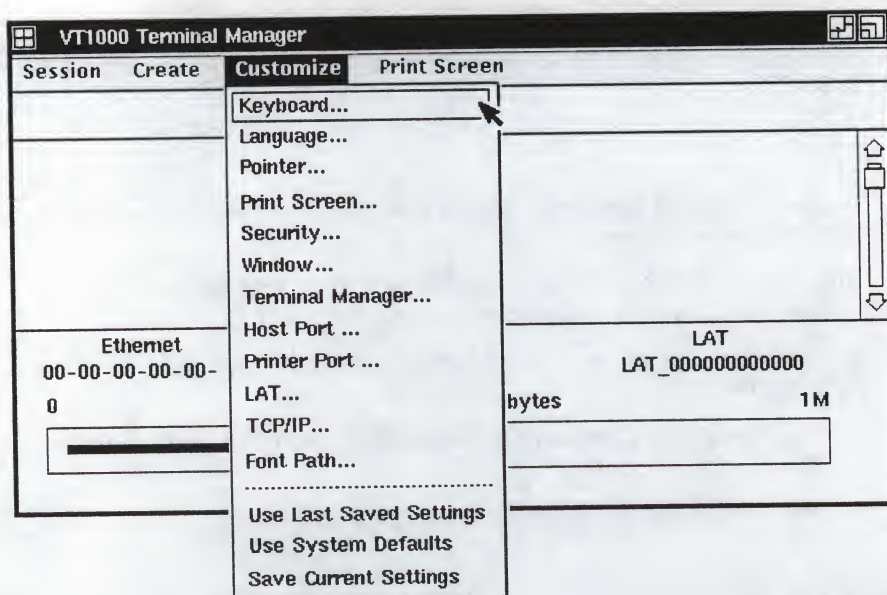 VT1000 Terminal Manager
Session Create Customize Print Screen
Keyboard...
Language...
Pointer...
Print Screen...
Security...
Window...
Terminal Manager...
Host Port ...
Printer Port ...
LAT...
TCP/IP...
Font Path...
Use Last Saved Settings
Use System Defaults
Save Current Settings
Ethernet
00-00-00-00-00-
LAT
LAT_000000000000
0 bytes 1M